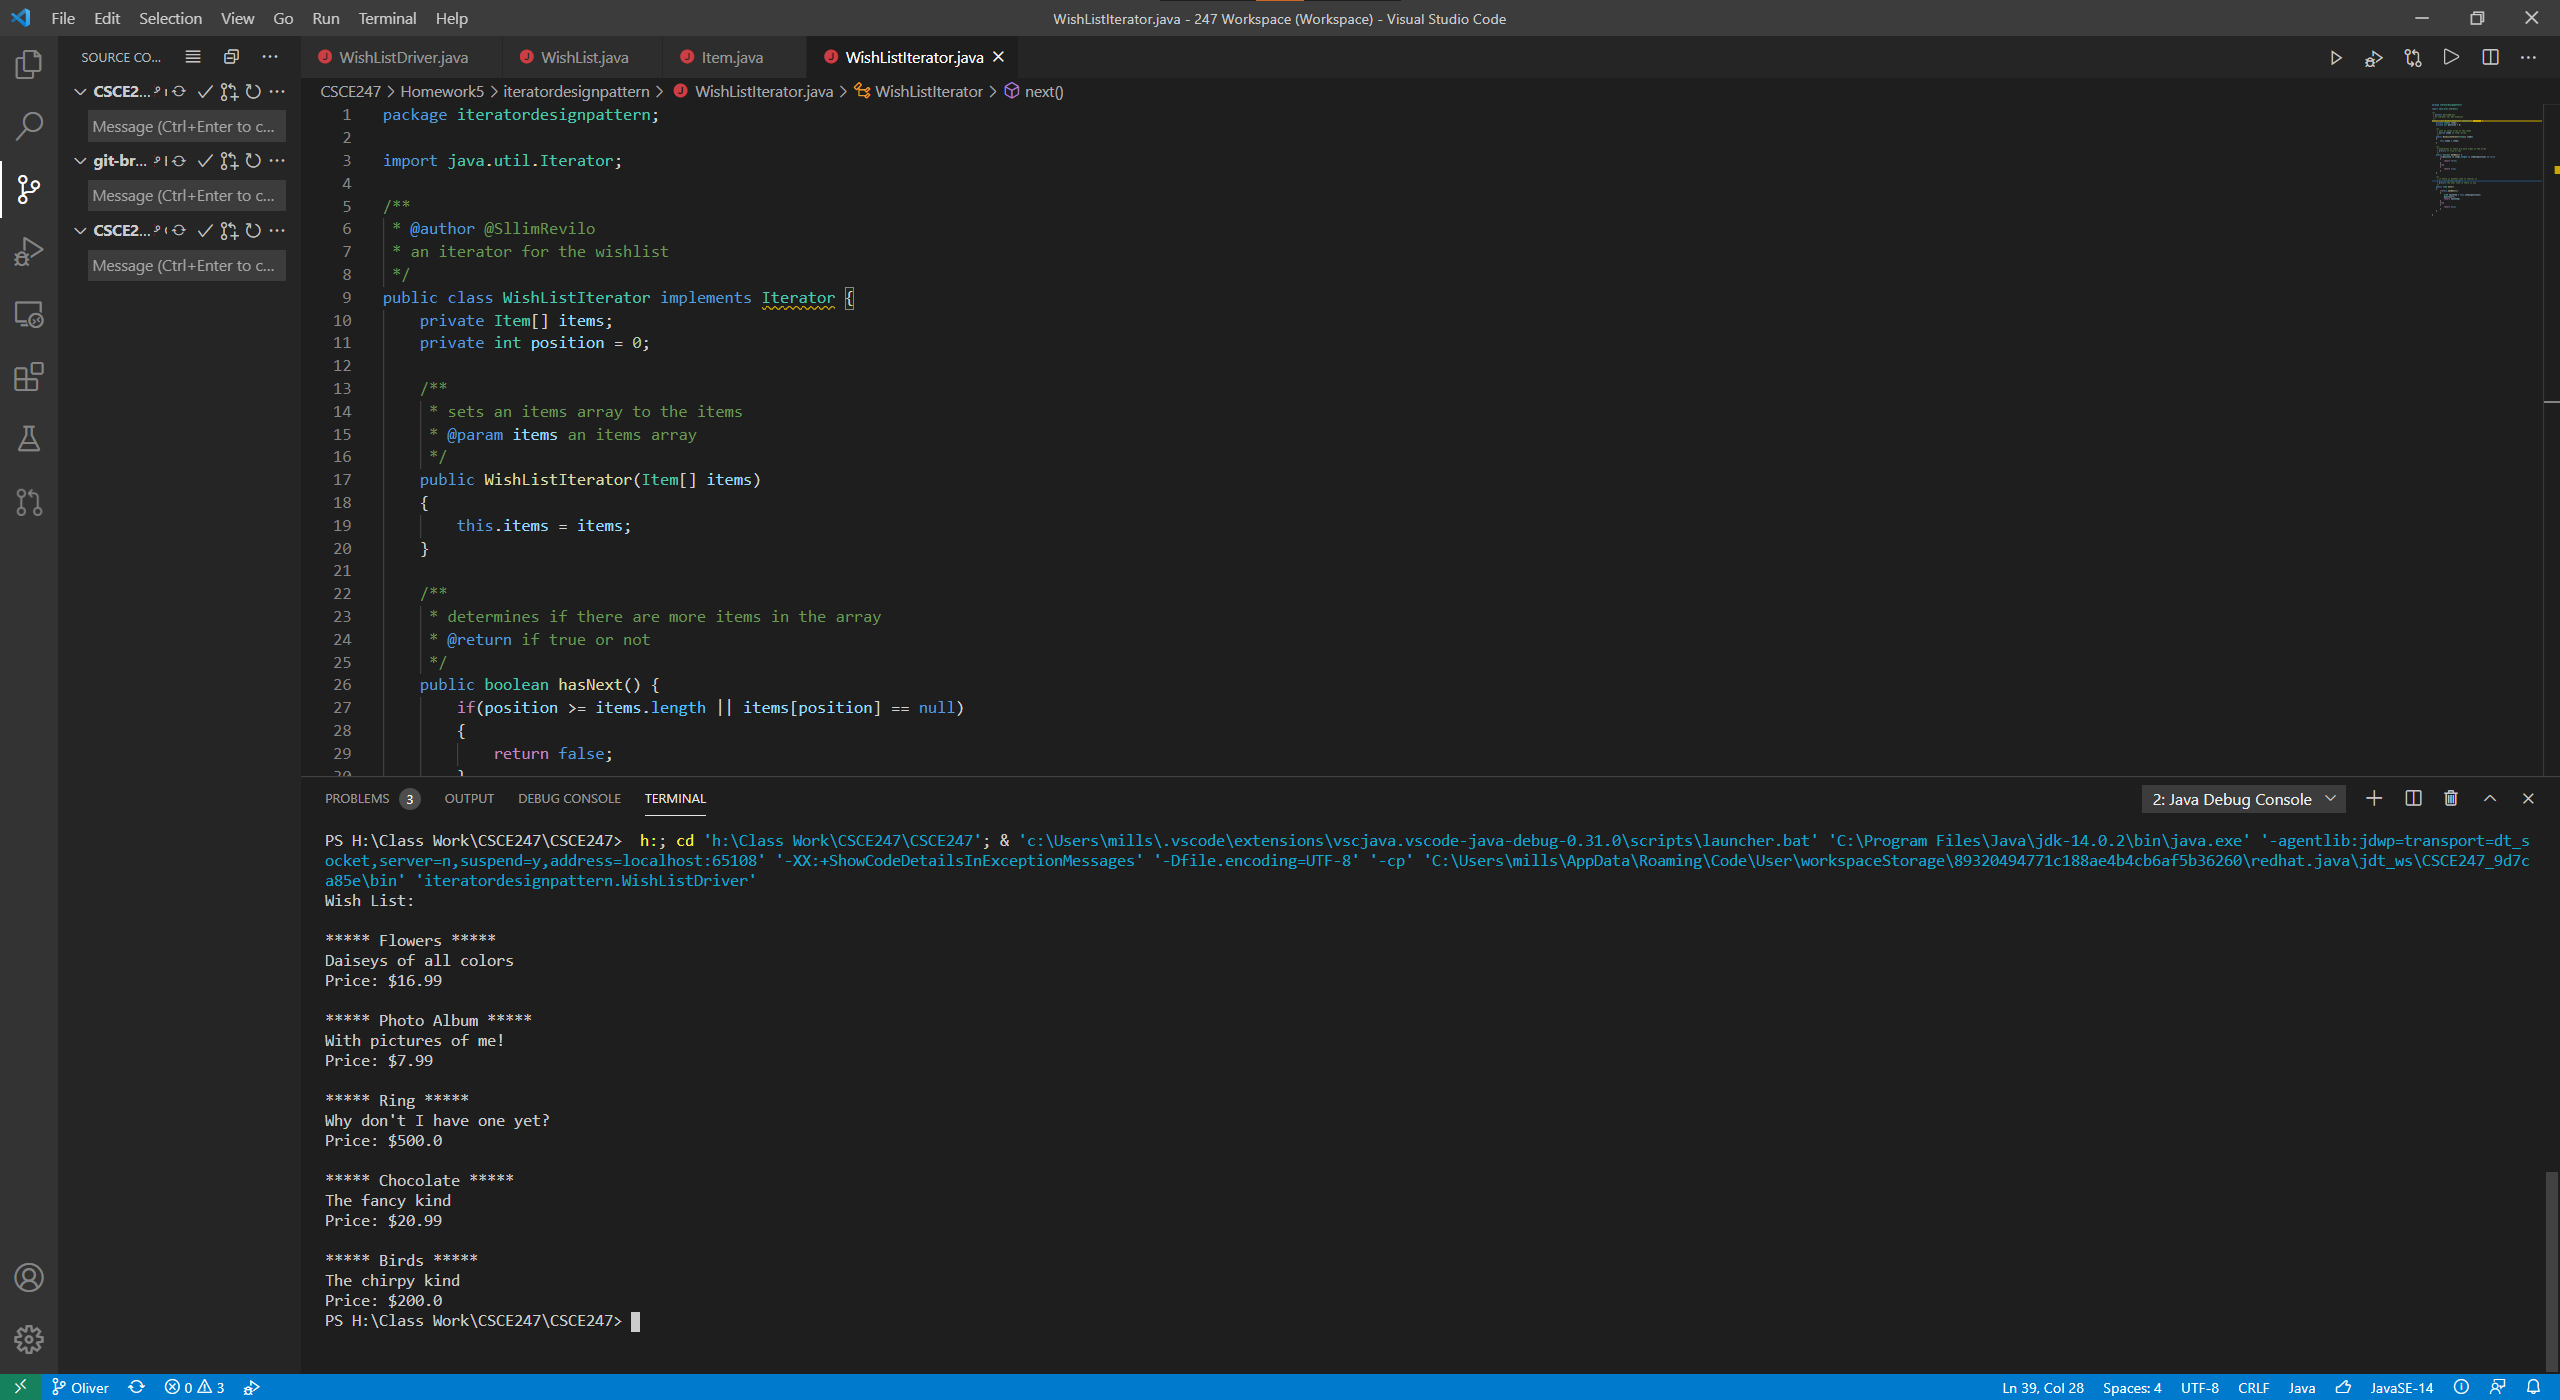 File Edit Selection View Go Run Terminal Help
WishListIterator.java - 247 Workspace (Workspace) - Visual Studio Code
SOURCE CO...
CSCE2...
Message (Ctrl+Enter to c...
git-br...
Message (Ctrl+Enter to c...
CSCE2...
Message (Ctrl+Enter to c...
WishListDriver.java WishList.java Item.java WishListIterator.java
CSCE247 > Homework5 > iteratordesignpattern > WishListIterator.java > WishListIterator > next()
1 package iteratordesignpattern;
2
3 import java.util.Iterator;
4
5 /**
6 * @author @SllimRevilo
7 * an iterator for the wishlist
8 */
9 public class WishListIterator implements Iterator {
10 private Item[] items;
11 private int position = 0;
12
13 /**
14 * sets an items array to the items
15 * @param items an items array
16 */
17 public WishListIterator(Item[] items)
18 {
19 this.items = items;
20 }
21
22 /**
23 * determines if there are more items in the array
24 * @return if true or not
25 */
26 public boolean hasNext() {
27 if(position >= items.length || items[position] == null)
28 {
29 return false;
30 }
PROBLEMS 3 OUTPUT DEBUG CONSOLE TERMINAL
2: Java Debug Console
PS H:\Class Work\CSCE247\CSCE247> h:; cd 'h:\Class Work\CSCE247\CSCE247'; & 'c:\Users\mills\.vscode\extensions\vscjava.vscode-java-debug-0.31.0\scripts\launcher.bat' 'C:\Program Files\Java\jdk-14.0.2\bin\java.exe' '-agentlib:jdwp=transport=dt_s
ocket,server=n,suspend=y,address=localhost:65108' '-XX:+ShowCodeDetailsInExceptionMessages' '-Dfile.encoding=UTF-8' '-cp' 'C:\Users\mills\AppData\Roaming\Code\User\workspaceStorage\89320494771c188ae4b4cb6af5b36260\redhat.java\jdt_ws\CSCE247_9d7c
a85e\bin' 'iteratordesignpattern.WishListDriver'
Wish List:
***** Flowers *****
Daiseys of all colors
Price: $16.99
***** Photo Album *****
With pictures of me!
Price: $7.99
***** Ring *****
Why don't I have one yet?
Price: $500.0
***** Chocolate *****
The fancy kind
Price: $20.99
***** Birds *****
The chirpy kind
Price: $200.0
PS H:\Class Work\CSCE247\CSCE247>
Oliver 0 3
Ln 39, Col 28 Spaces: 4 UTF-8 CRLF Java JavaSE-14